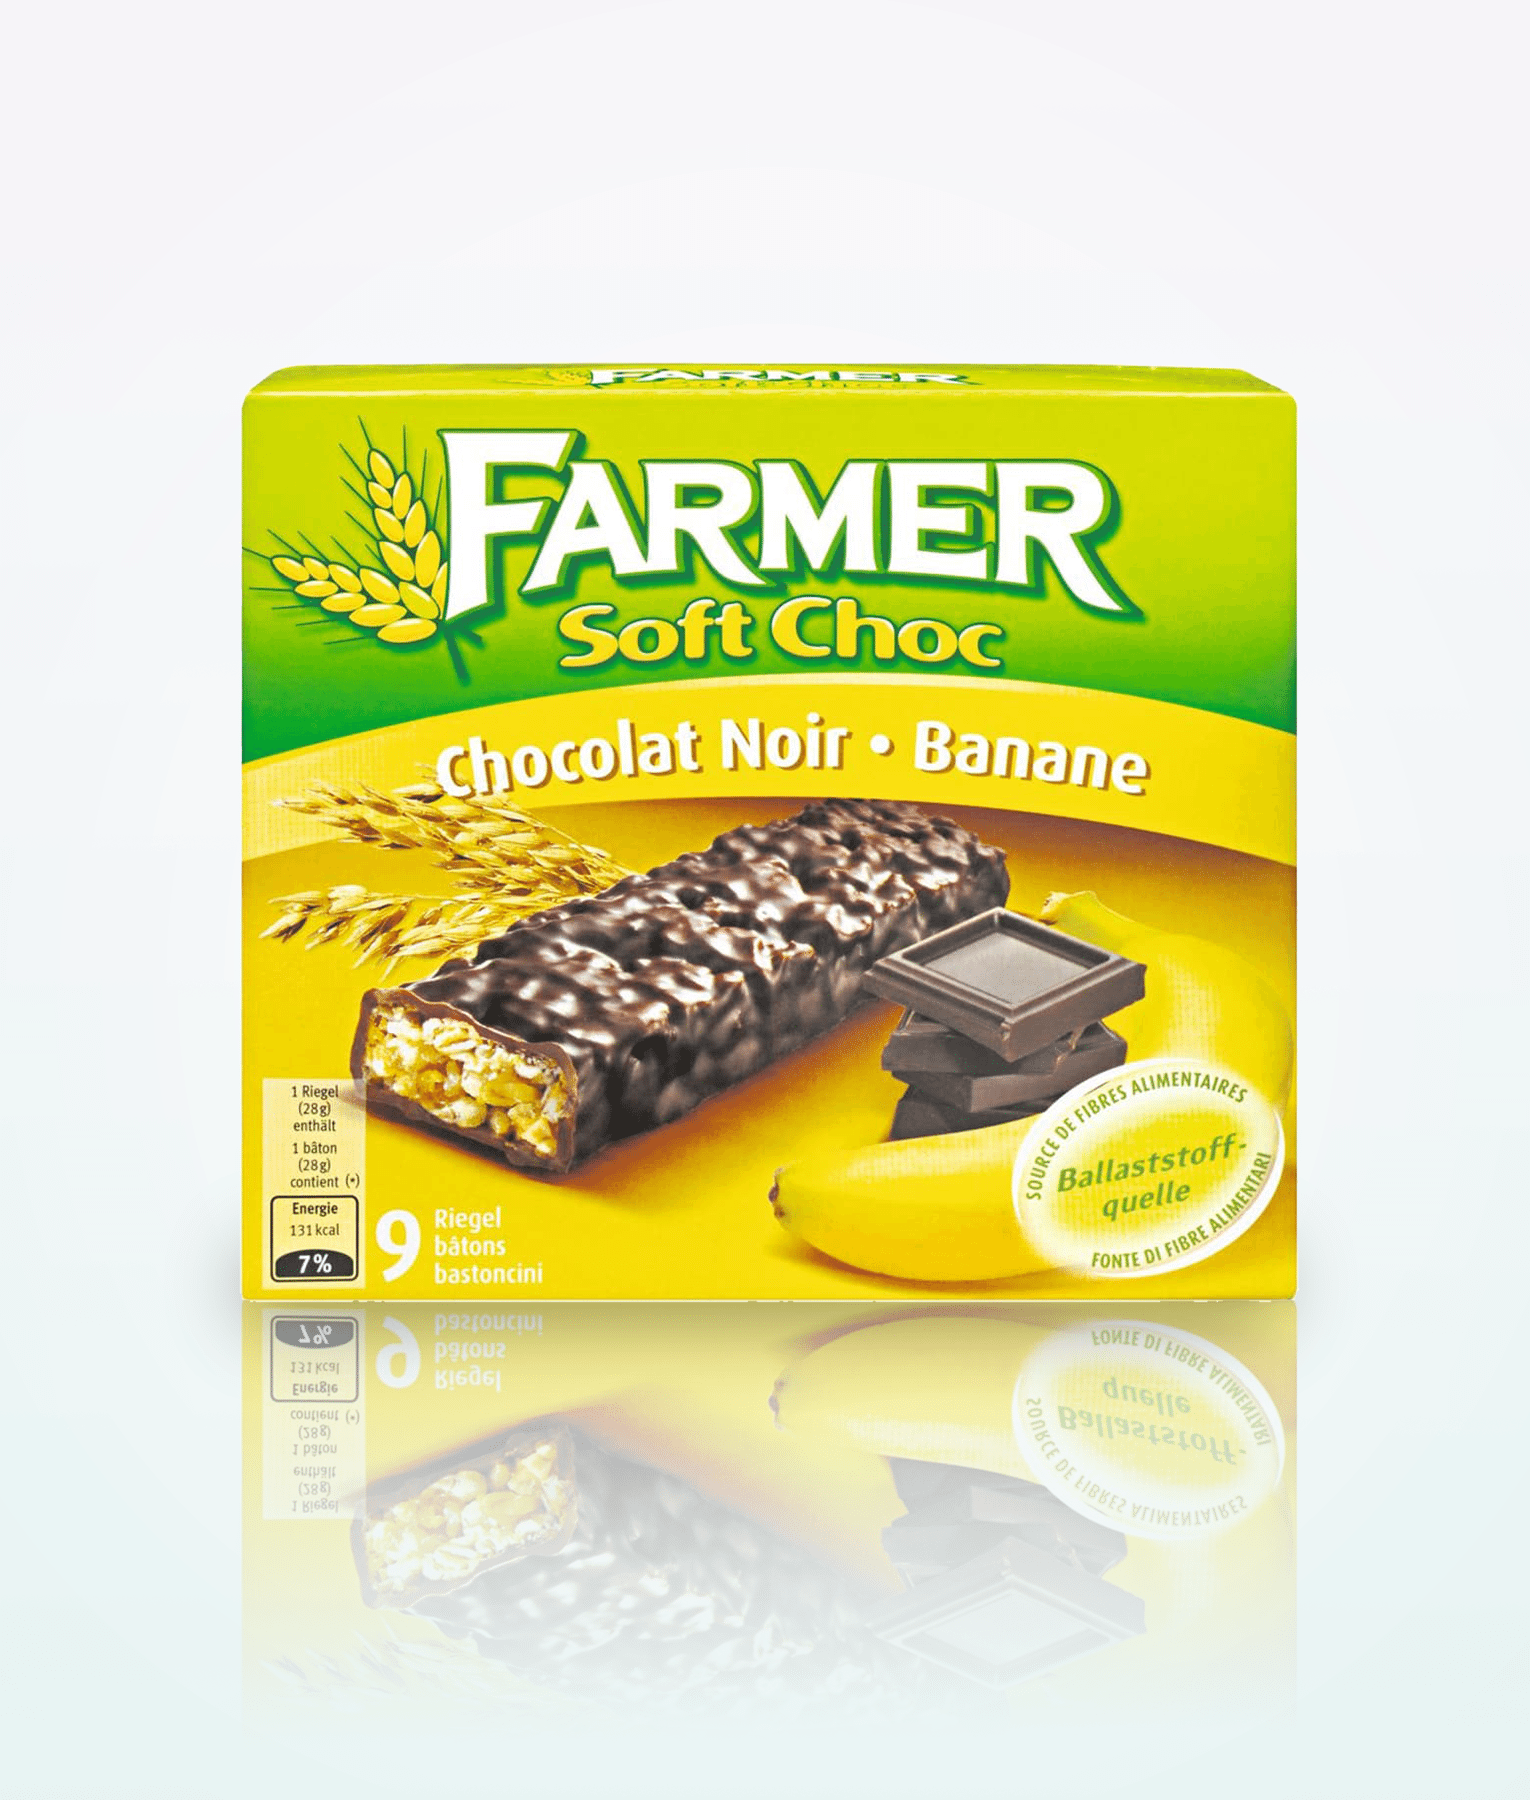 FARMER
FARMER
Soft Choc
Chocolat Noir • Banane
1 Riegel
(28g)
enthält
1 bâton
(28g)
contient (*)
Energie
131 kcal
7%
9 Riegel
bâtons
bastoncini
SOURCE DE FIBRES ALIMENTAIRES
Ballaststoff-
quelle
FONTE DI FIBRE ALIMENTARI